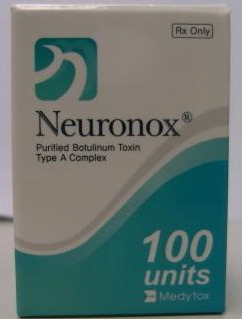 Rx Only
Neuronox®
Purified Botulinum Toxin
Type A Complex
100
units
Medytox